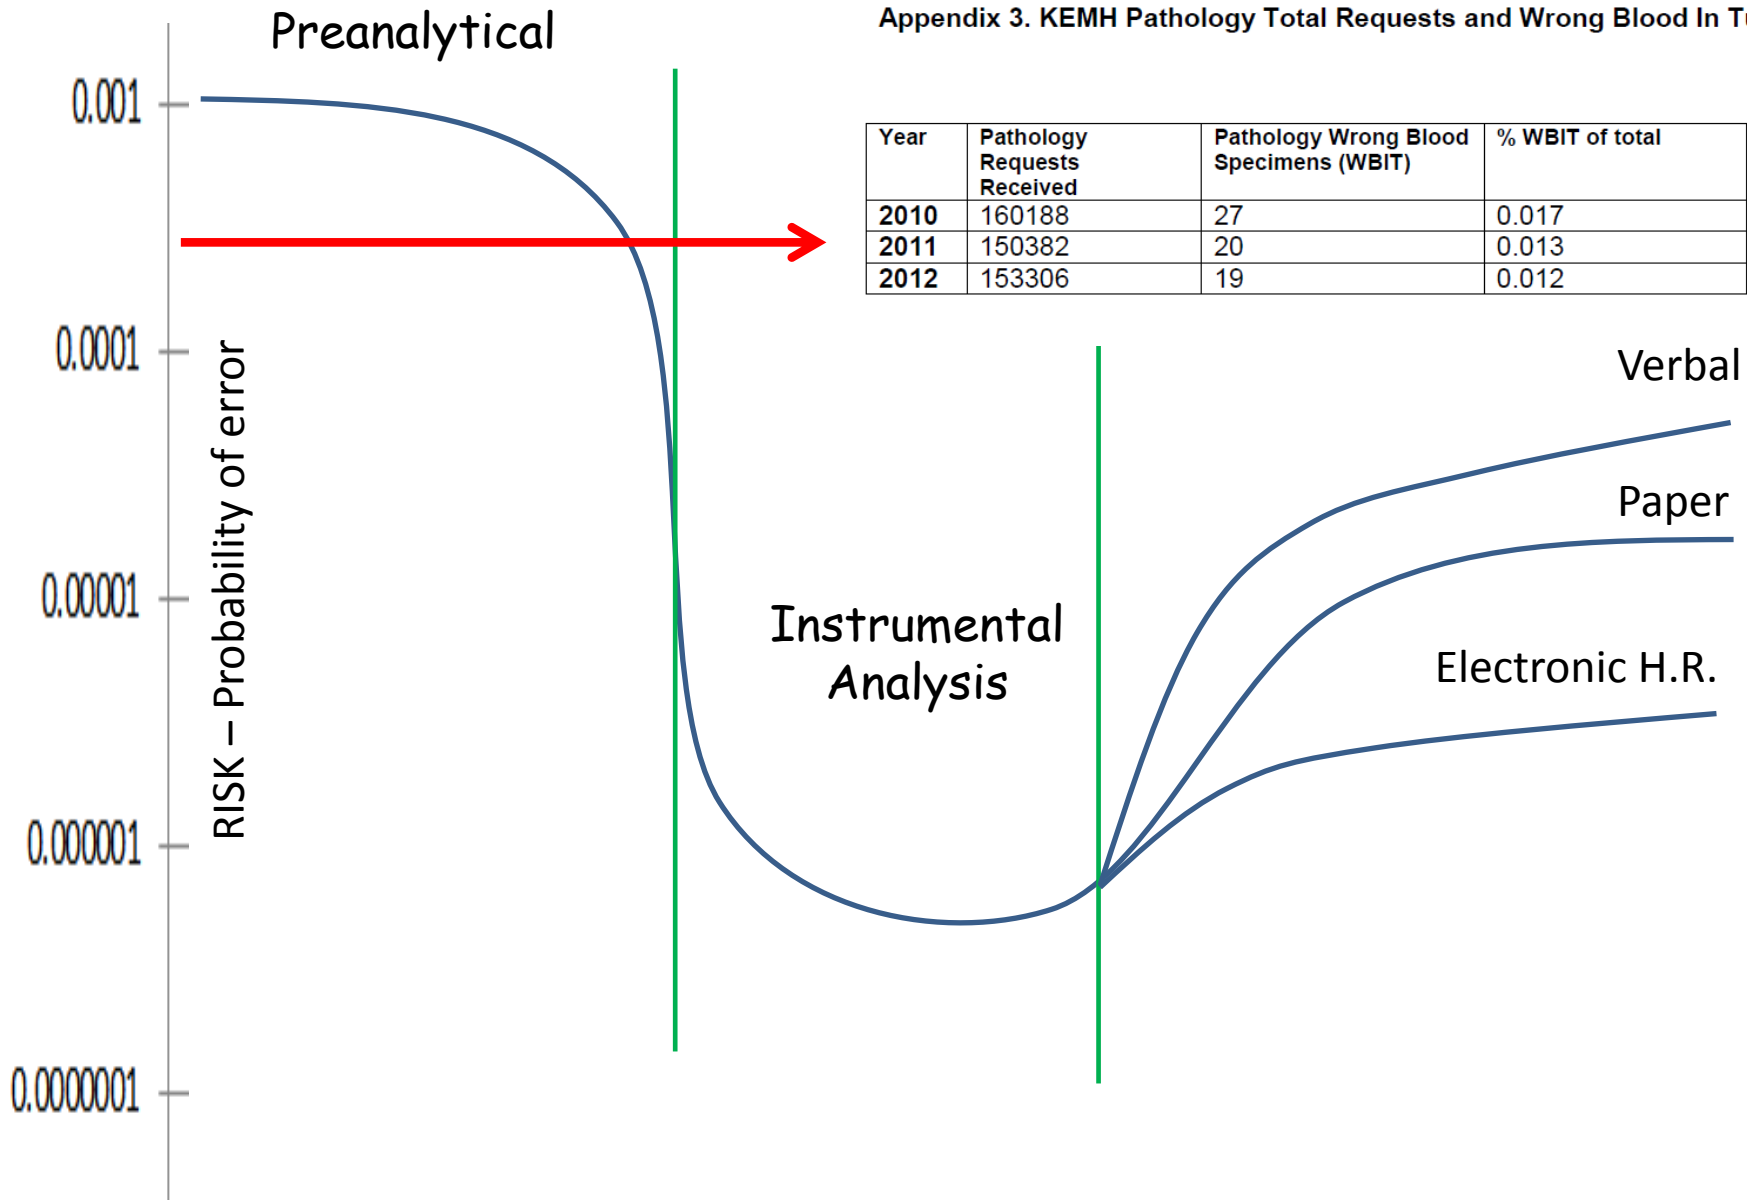 Preanalytical
Appendix 3. KEMH Pathology Total Requests and Wrong Blood In
Year Pathology Requests Received Pathology Wrong Blood Specimens (WBIT) % WBIT of total
2010 160188 27 0.017
2011 150382 20 0.013
2012 153306 19 0.012
0.001
0.0001
0.00001
0.000001
0.0000001
RISK – Probability of error
Instrumental
Analysis
Verbal
Paper
Electronic H.R.